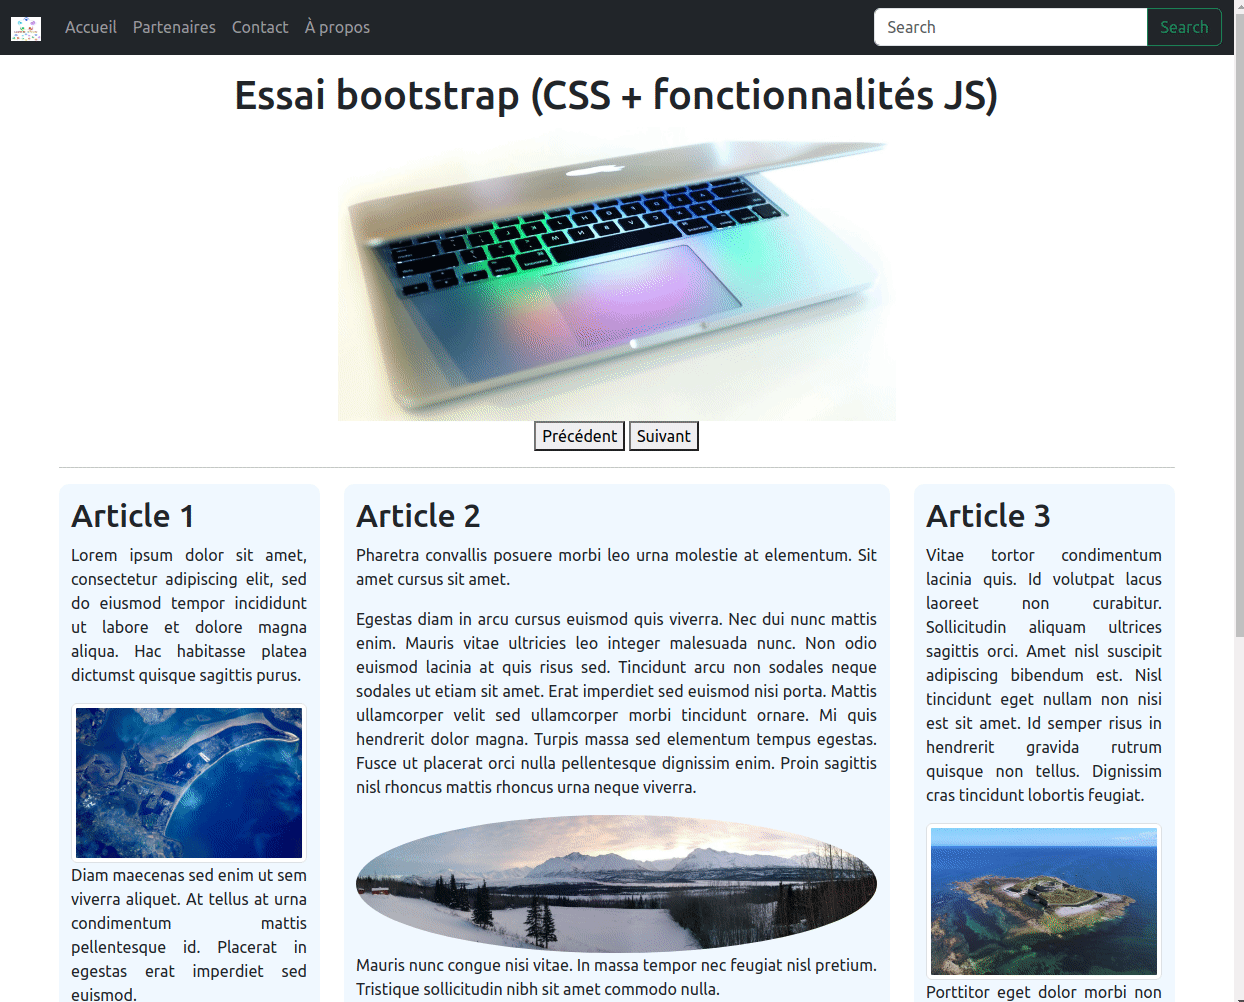 Accueil Partenaires Contact À propos Search Search
Essai bootstrap (CSS + fonctionnalités JS)
Précédent Suivant
Article 1
Lorem ipsum dolor sit amet,
consectetur adipiscing elit, sed
do eiusmod tempor incididunt
ut labore et dolore magna
aliqua. Hac habitasse platea
dictumst quisque sagittis purus.
Diam maecenas sed enim ut sem
viverra aliquet. At tellus at urna
condimentum mattis
pellentesque id. Placerat in
egestas erat imperdiet sed
euismod.
Article 2
Pharetra convallis posuere morbi leo urna molestie at elementum. Sit
amet cursus sit amet.
Egestas diam in arcu cursus euismod quis viverra. Nec dui nunc mattis
enim. Mauris vitae ultricies leo integer malesuada nunc. Non odio
euismod lacinia at quis risus sed. Tincidunt arcu non sodales neque
sodales ut etiam sit amet. Erat imperdiet sed euismod nisi porta. Mattis
ullamcorper velit sed ullamcorper morbi tincidunt ornare. Mi quis
hendrerit dolor magna. Turpis massa sed elementum tempus egestas.
Fusce ut placerat orci nulla pellentesque dignissim enim. Proin sagittis
nisl rhoncus mattis rhoncus urna neque viverra.
Mauris nunc congue nisi vitae. In massa tempor nec feugiat nisl pretium.
Tristique sollicitudin nibh sit amet commodo nulla.
Article 3
Vitae tortor condimentum
lacinia quis. Id volutpat lacus
laoreet non curabitur.
Sollicitudin aliquam ultrices
sagittis orci. Amet nisl suscipit
adipiscing bibendum est. Nisl
tincidunt eget nullam non nisi
est sit amet. Id semper risus in
hendrerit gravida rutrum
quisque non tellus. Dignissim
cras tincidunt lobortis feugiat.
Porttitor eget dolor morbi non